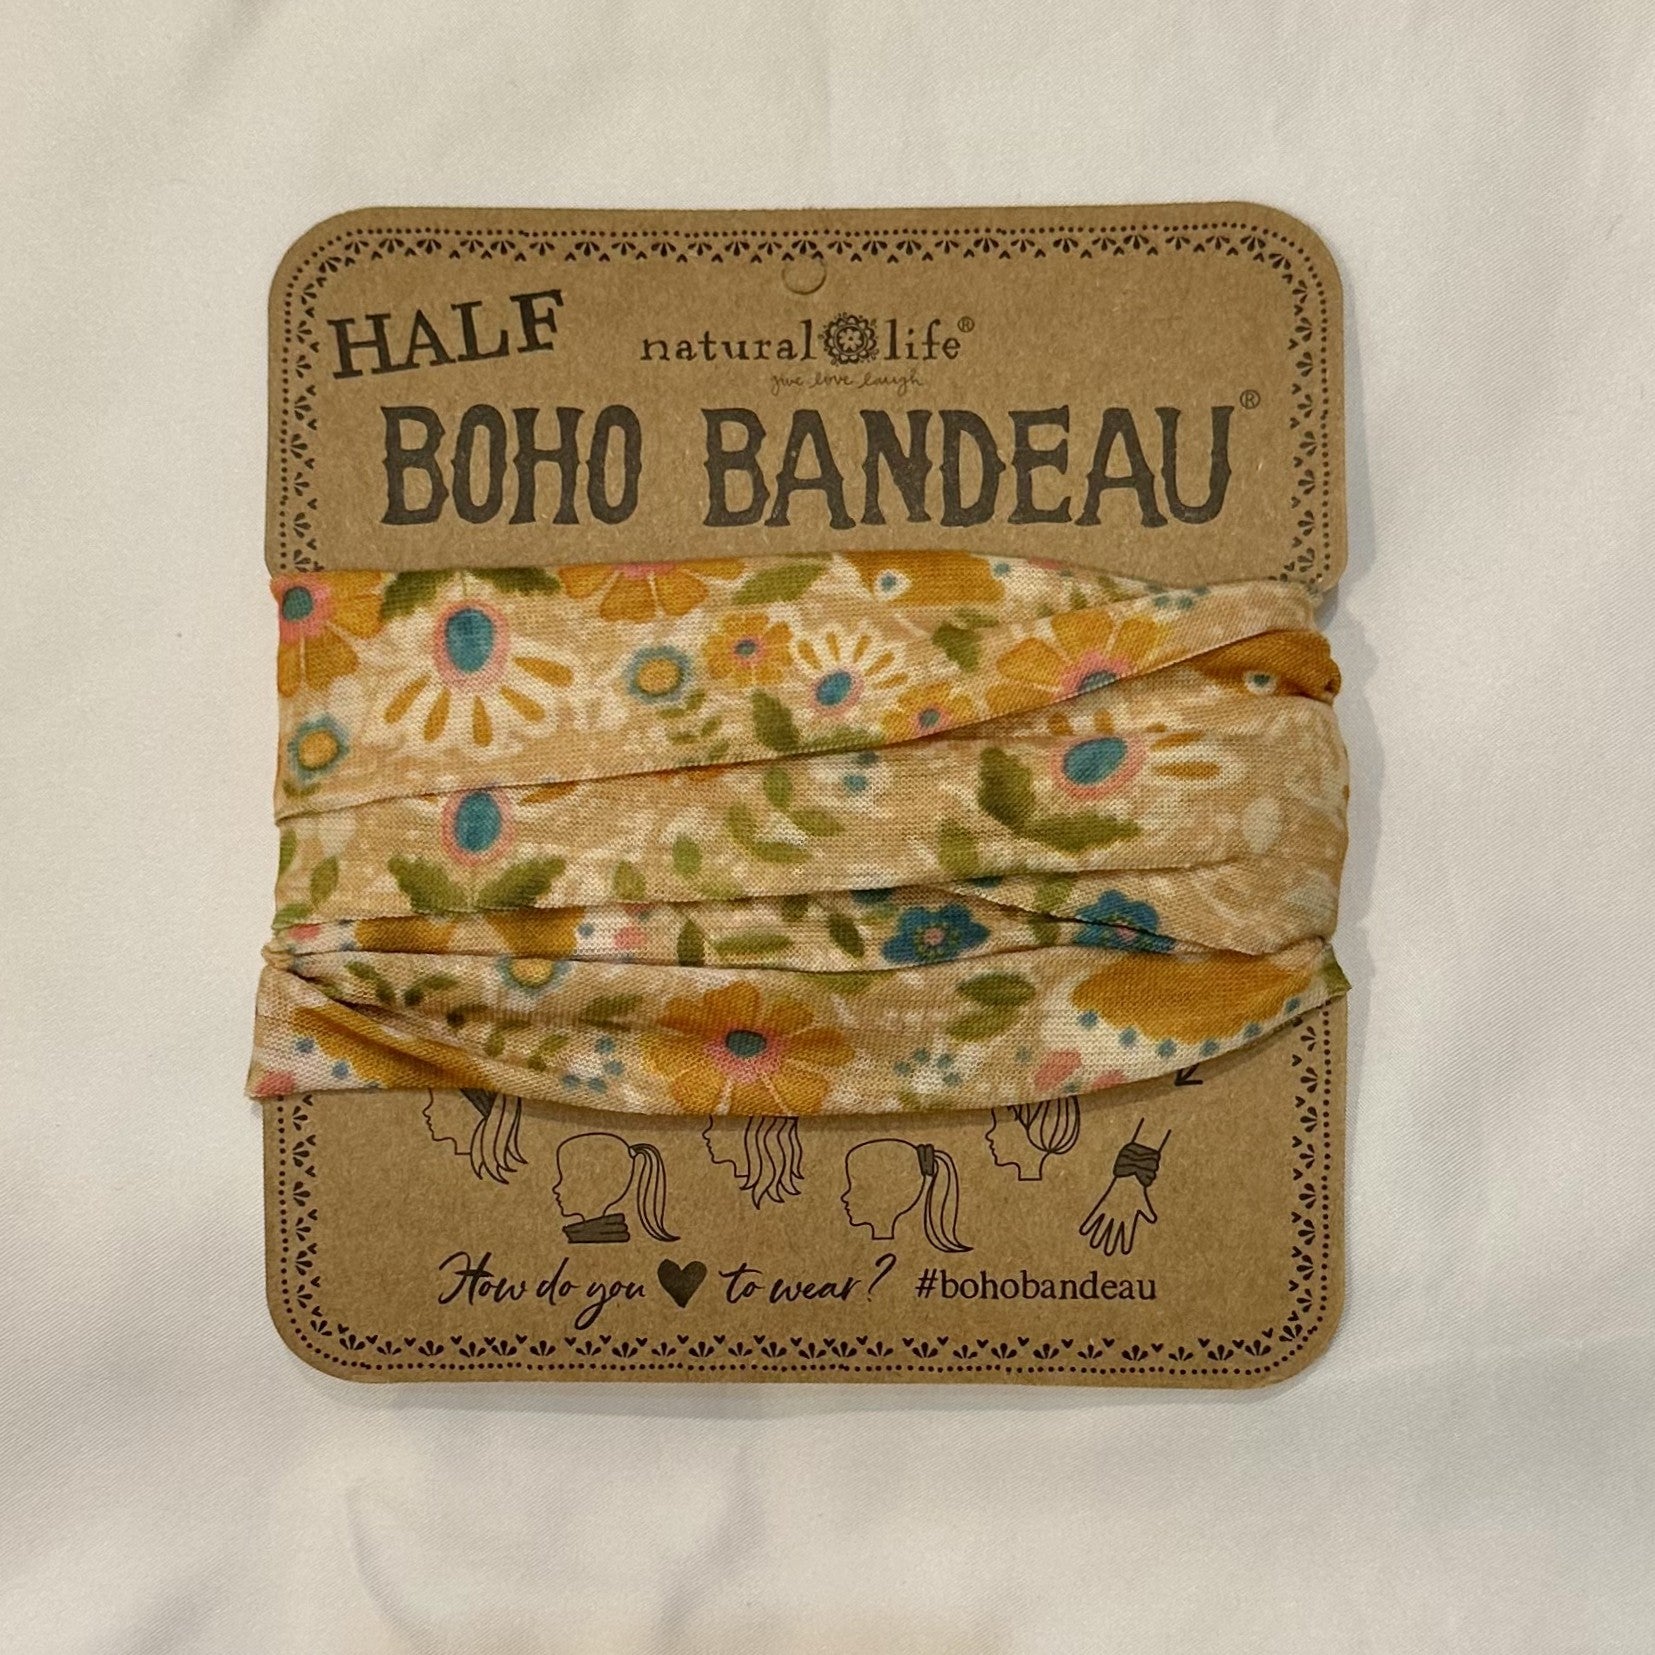 HALF
natural life®
give love laugh
BOHO BANDEAU®
How do you to wear? #bohobandeau